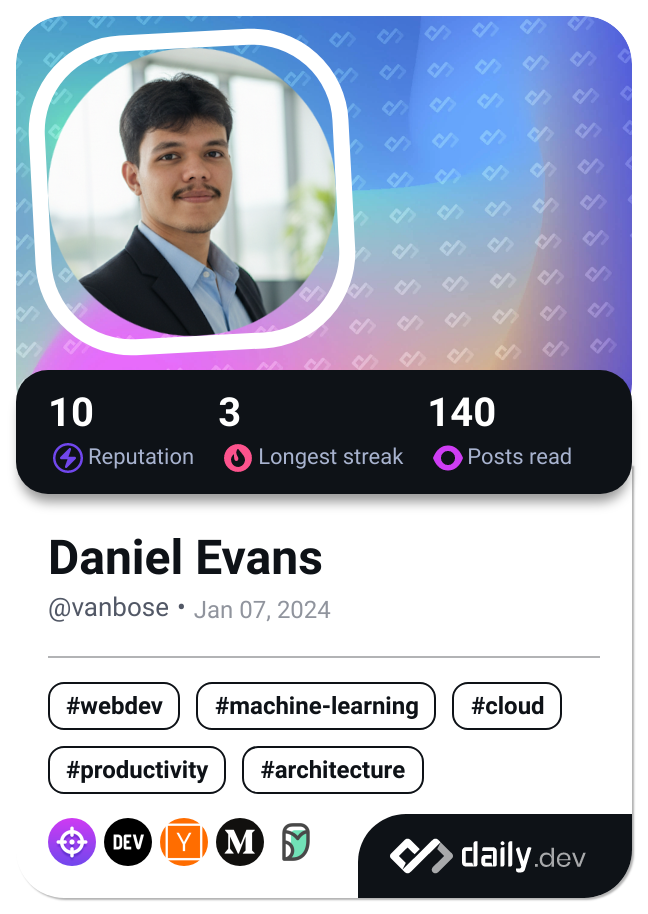 10 3 140
Reputation Longest streak Posts read
Daniel Evans
@vanbose • Jan 07, 2024
#webdev #machine-learning #cloud
#productivity #architecture
DEV Y M
daily.dev